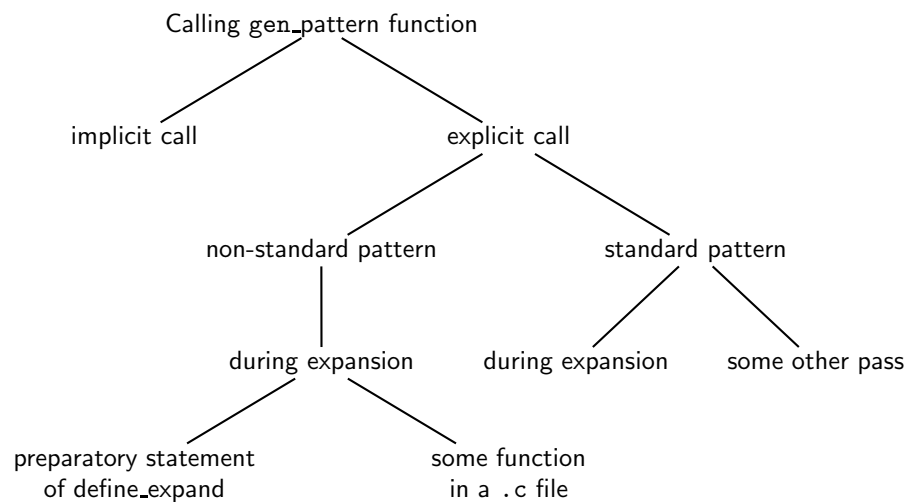 Calling gen_pattern function
implicit call
explicit call
non-standard pattern
standard pattern
during expansion
during expansion
some other pass
preparatory statement
of define_expand
some function
in a .c file